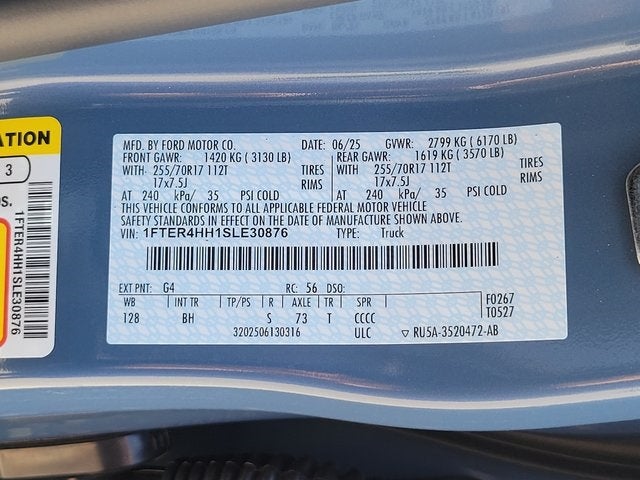 ATION
3
S.
1FTER4HH1SLE30876
MFD. BY FORD MOTOR CO. DATE: 06/25 GVWR: 2799 KG ( 6170 LB)
FRONT GAWR: 1420 KG ( 3130 LB) REAR GAWR: 1619 KG ( 3570 LB)
WITH- 255/70R17 112T TIRES WITH- 255/70R17 112T TIRES
17x7.5J RIMS 17x7.5J RIMS
AT 240 kPa/ 35 PSI COLD AT 240 kPa/ 35 PSI COLD
THIS VEHICLE CONFORMS TO ALL APPLICABLE FEDERAL MOTOR VEHICLE
SAFETY STANDARDS IN EFFECT ON THE DATE OF MANUFACTURE SHOWN ABOVE.
VIN: 1FTER4HH1SLE30876 TYPE: Truck
EXT PNT: G4 RC: 56 DSO:
WB INT TR TP/PS R AXLE TR SPR F0267
128 BH S 73 T CCCC T0527
3202506130316 ULC ▽ RU5A-3520472-AB